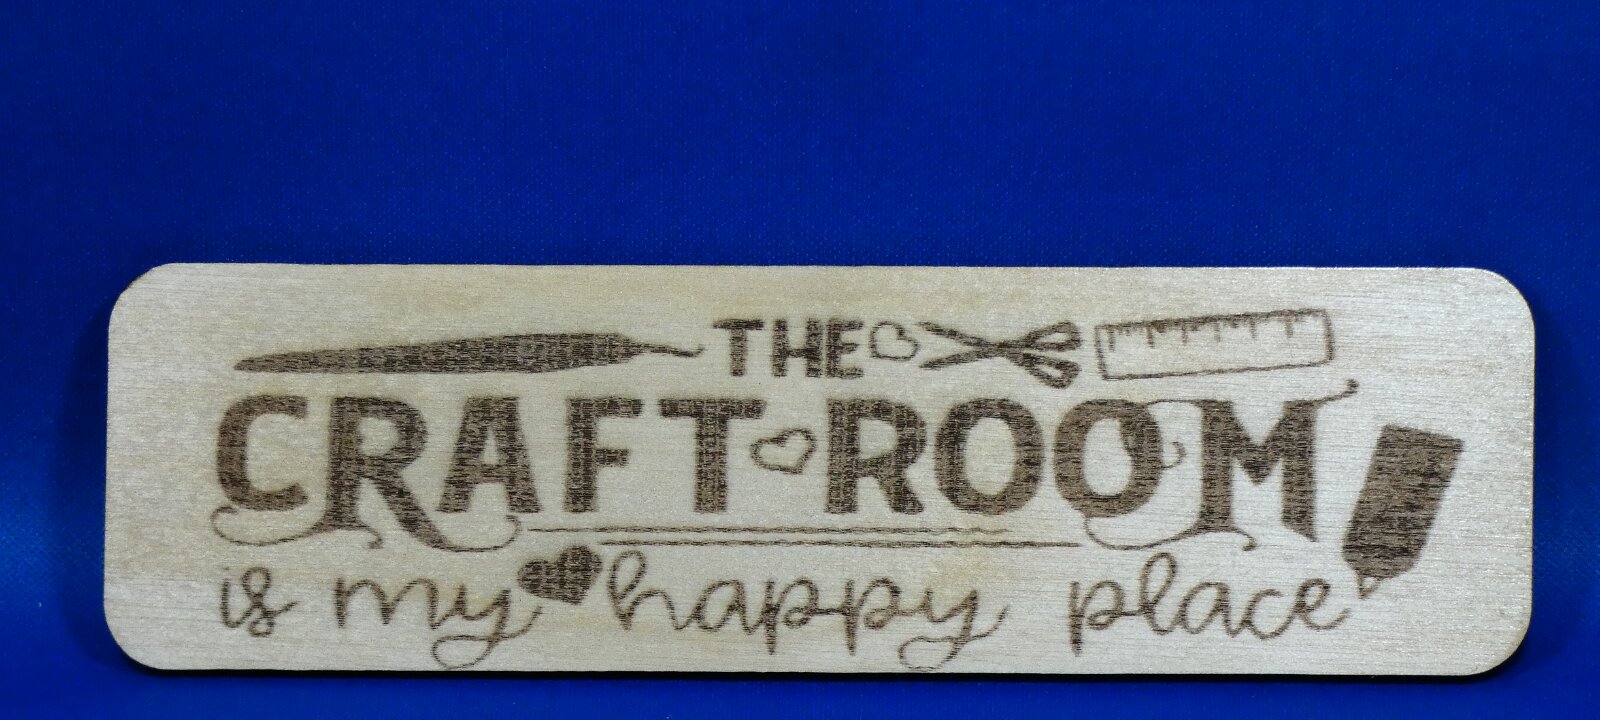 THE
CRAFT ROOM
is my happy place